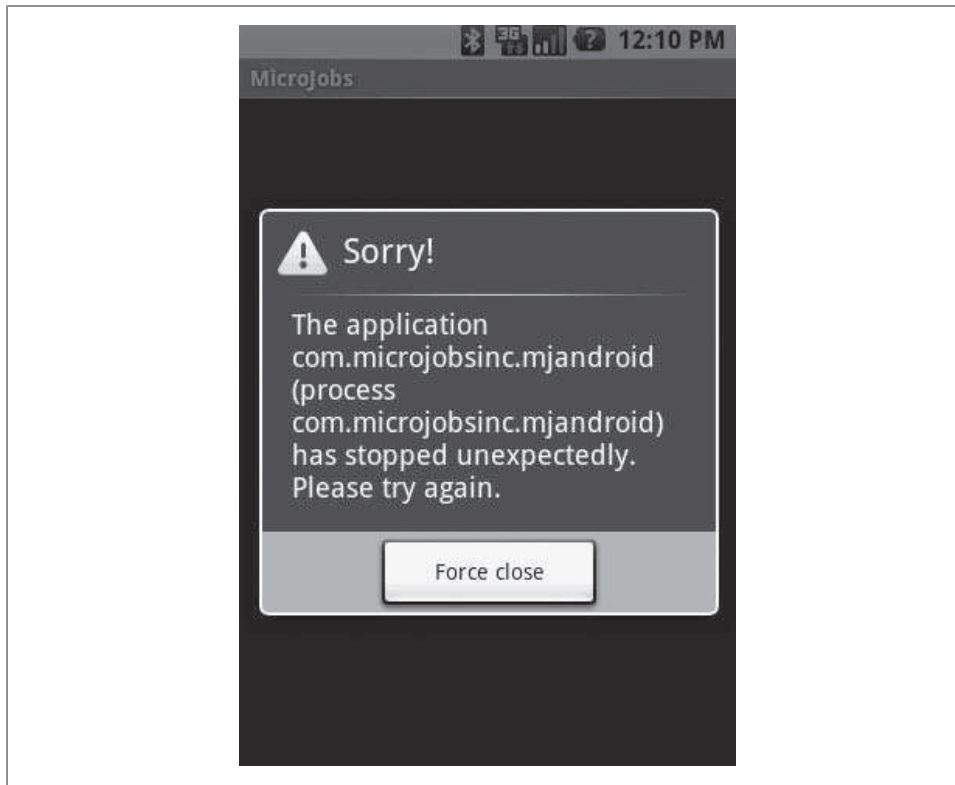 3G
12:10 PM
MicroJobs
Sorry!
The application
com.microjobsinc.mjandroid
(process
com.microjobsinc.mjandroid)
has stopped unexpectedly.
Please try again.
Force close